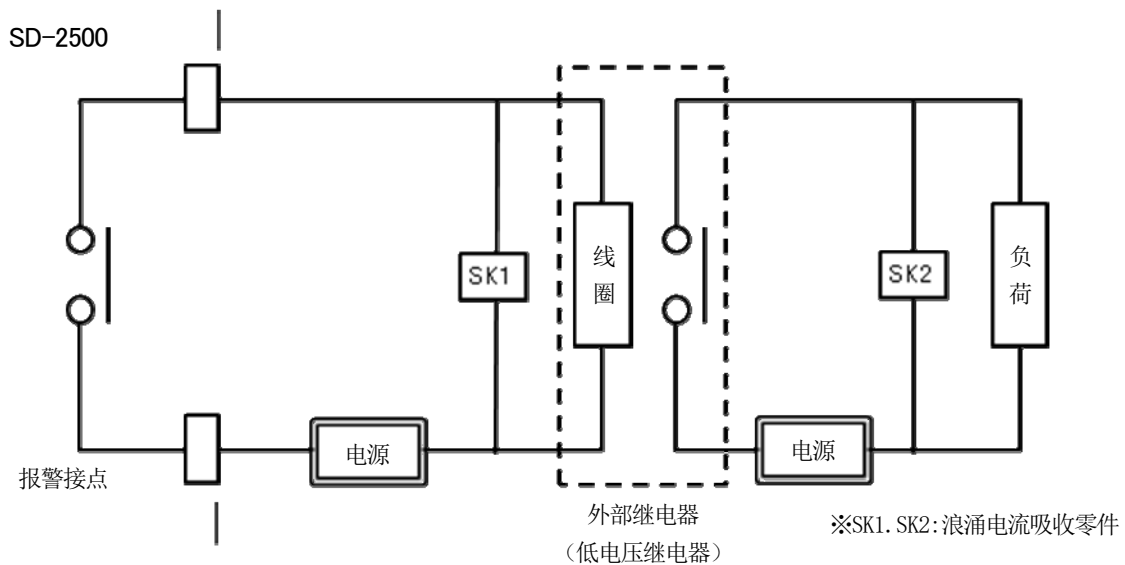 SD-2500
SK1
线圈
电源
报警接点
外部继电器
（低电压继电器）
SK2
负荷
电源
※SK1.SK2:浪涌电流吸收零件